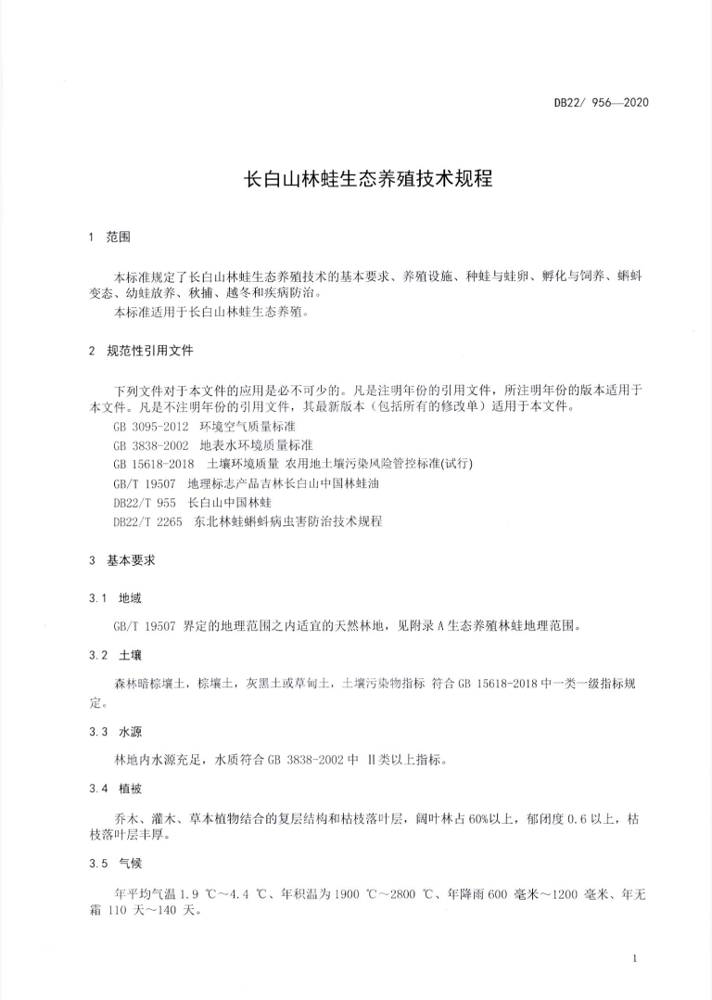 DB22/ 956—2020
长白山林蛙生态养殖技术规程
1 范围
本标准规定了长白山林蛙生态养殖技术的基本要求、养殖设施、种蛙与蛙卵、孵化与饲养、蝌蚪
变态、幼蛙放养、秋捕、越冬和疾病防治。
本标准适用于长白山林蛙生态养殖。
2 规范性引用文件
下列文件对于本文件的应用是必不可少的。凡是注明年份的引用文件，所注明年份的版本适用于
本文件。凡是不注明年份的引用文件，其最新版本（包括所有的修改单）适用于本文件。
GB 3095-2012 环境空气质量标准
GB 3838-2002 地表水环境质量标准
GB 15618-2018 土壤环境质量 农用地土壤污染风险管控标准(试行)
GB/T 19507 地理标志产品吉林长白山中国林蛙油
DB22/T 955 长白山中国林蛙
DB22/T 2265 东北林蛙蝌蚪病虫害防治技术规程
3 基本要求
3.1 地域
GB/T 19507 界定的地理范围之内适宜的天然林地，见附录 A 生态养殖林蛙地理范围。
3.2 土壤
森林暗棕壤土，棕壤土，灰黑土或草甸土，土壤污染物指标 符合 GB 15618-2018 中一类一级指标规
定。
3.3 水源
林地内水源充足，水质符合 GB 3838-2002 中 Ⅱ类以上指标。
3.4 植被
乔木、灌木、草本植物结合的复层结构和枯枝落叶层，阔叶林占 60%以上，郁闭度 0.6 以上，枯
枝落叶层丰厚。
3.5 气候
年平均气温 1.9 ℃～4.4 ℃、年积温为 1900 ℃～2800 ℃、年降雨 600 毫米～1200 毫米、年无
霜 110 天～140 天。
1